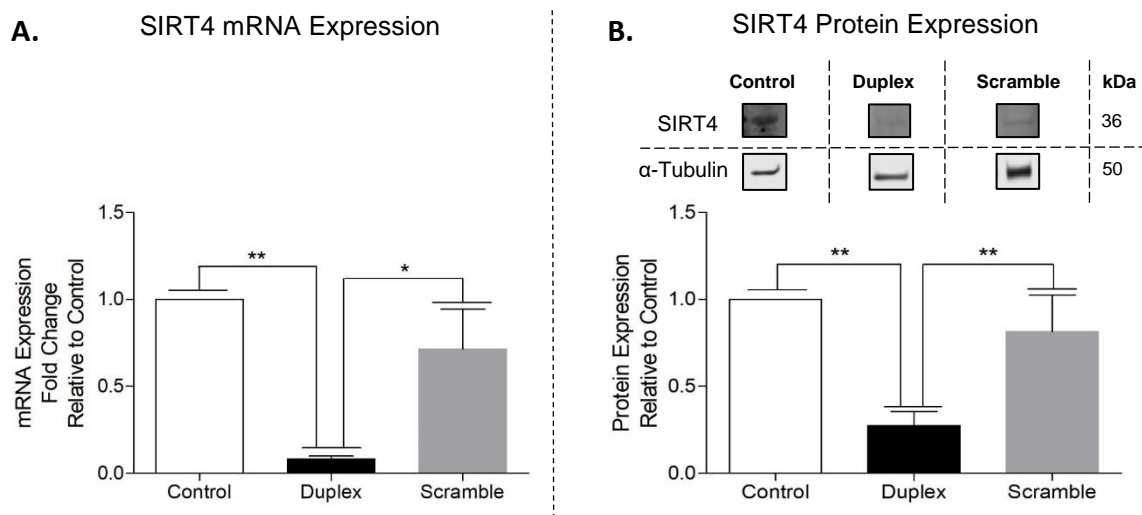 A.
SIRT4 mRNA Expression
mRNA Expression
Fold Change
Relative to Control
1.5
1.0
0.5
0.0
**
*
Control Duplex Scramble
B.
SIRT4 Protein Expression
Control Duplex Scramble kDa
SIRT4 36
α-Tubulin 50
Protein Expression
Relative to Control
1.5
1.0
0.5
0.0
** **
Control Duplex Scramble